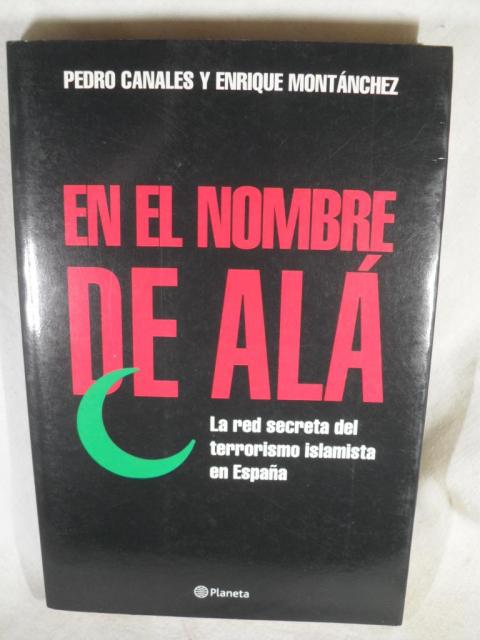 PEDRO CANALES Y ENRIQUE MONTÁNCHEZ
EN EL NOMBRE
DE ALÁ
La red secreta del
terrorismo islamista
en España
Planeta